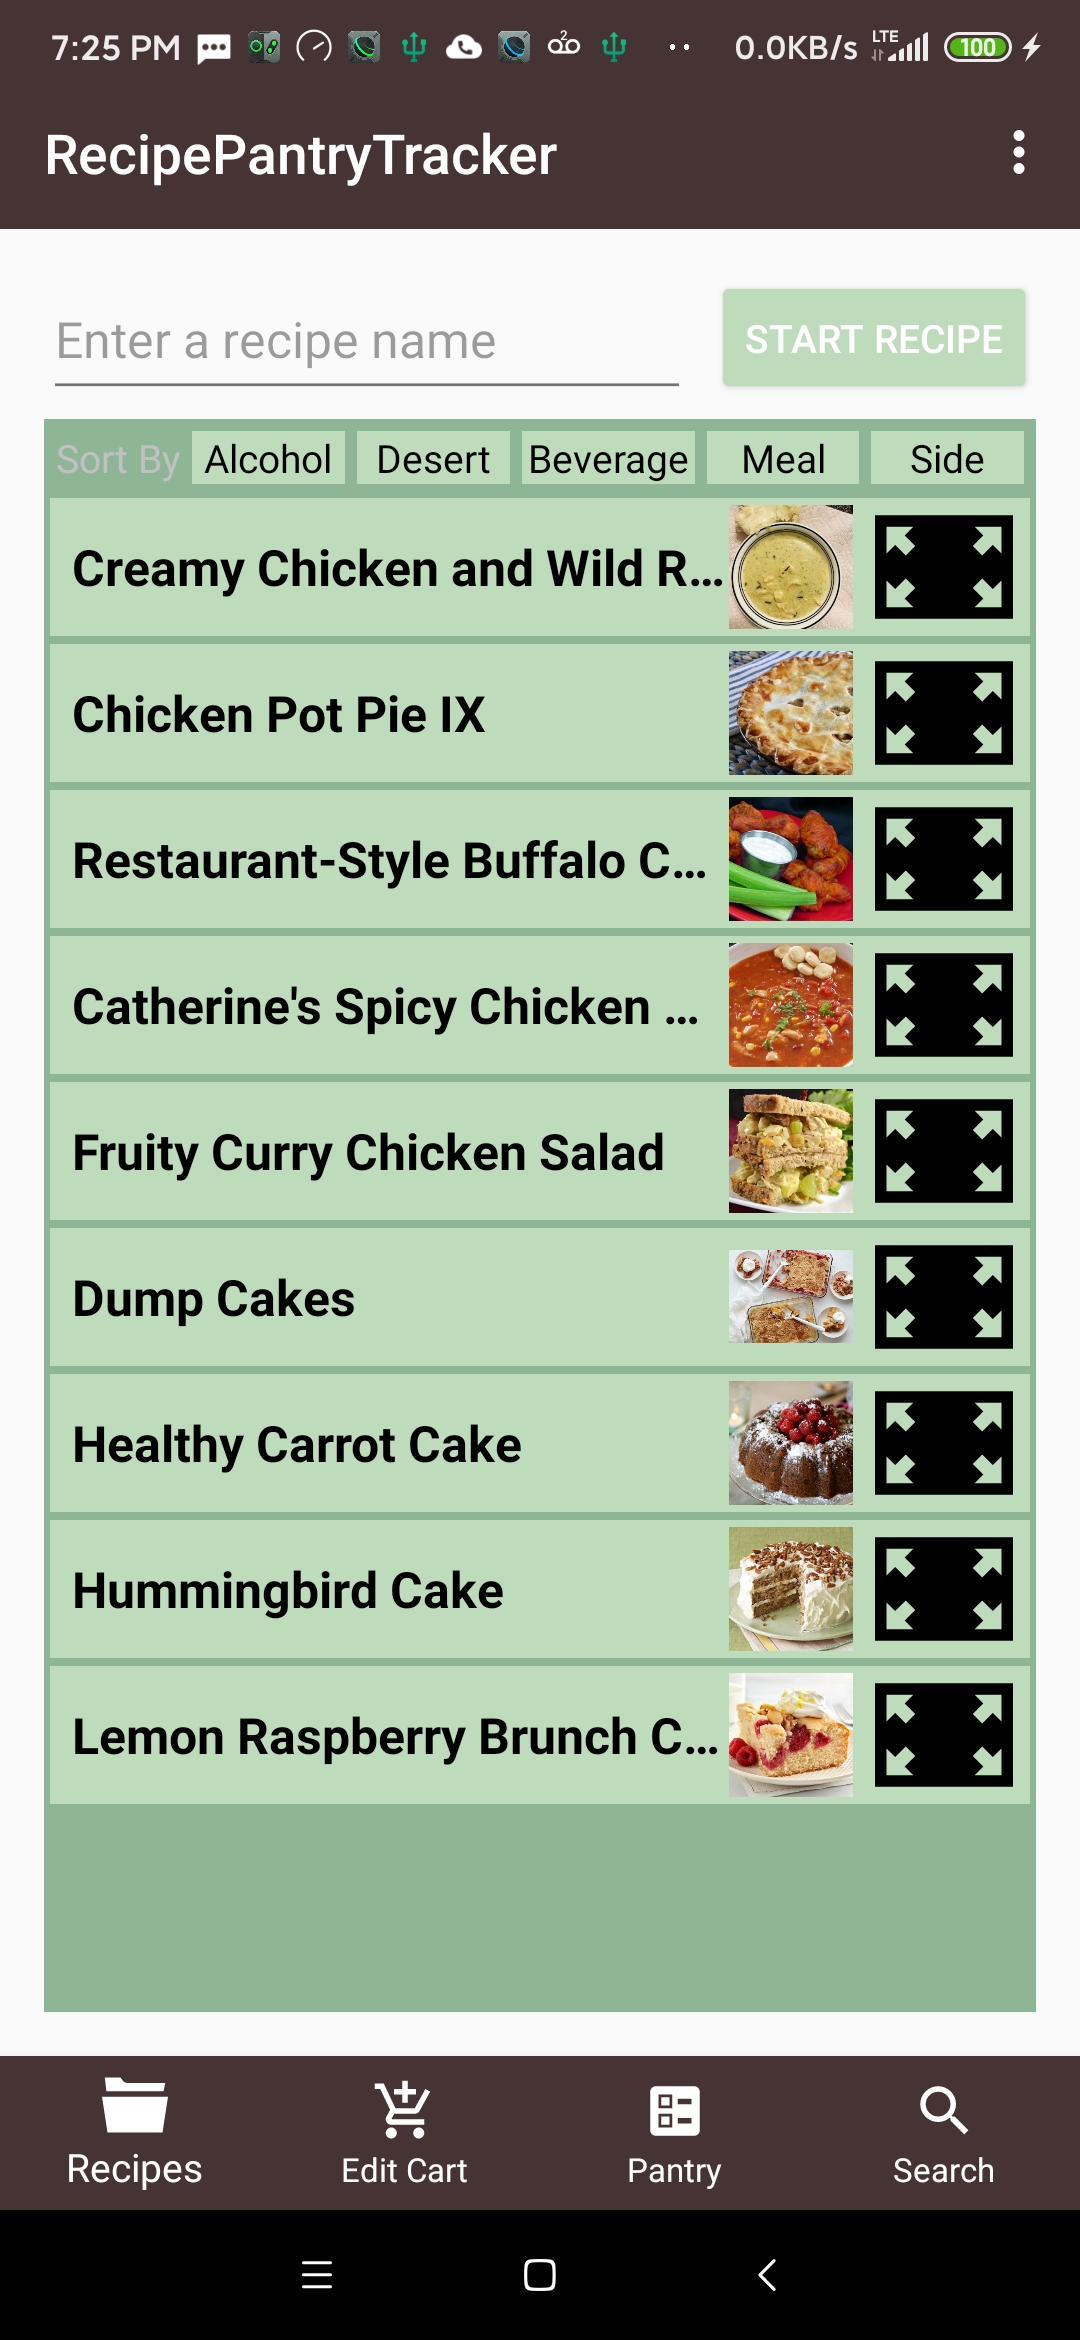 7:25 PM 2 0.0KB/s LTE 100
RecipePantryTracker
Enter a recipe name START RECIPE
Sort By Alcohol Desert Beverage Meal Side
Creamy Chicken and Wild R...
Chicken Pot Pie IX
Restaurant-Style Buffalo C...
Catherine's Spicy Chicken ...
Fruity Curry Chicken Salad
Dump Cakes
Healthy Carrot Cake
Hummingbird Cake
Lemon Raspberry Brunch C...
Recipes Edit Cart Pantry Search